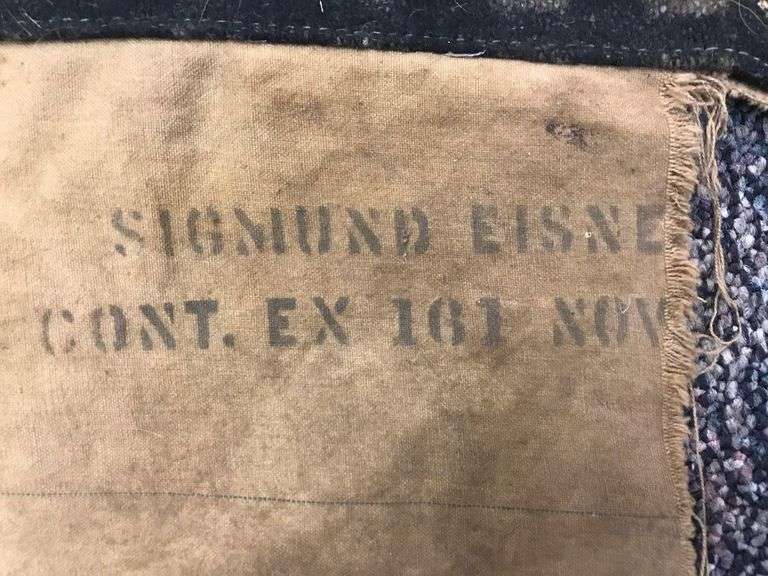 SIGMUND EISNE
CONT. EX 161 NOV